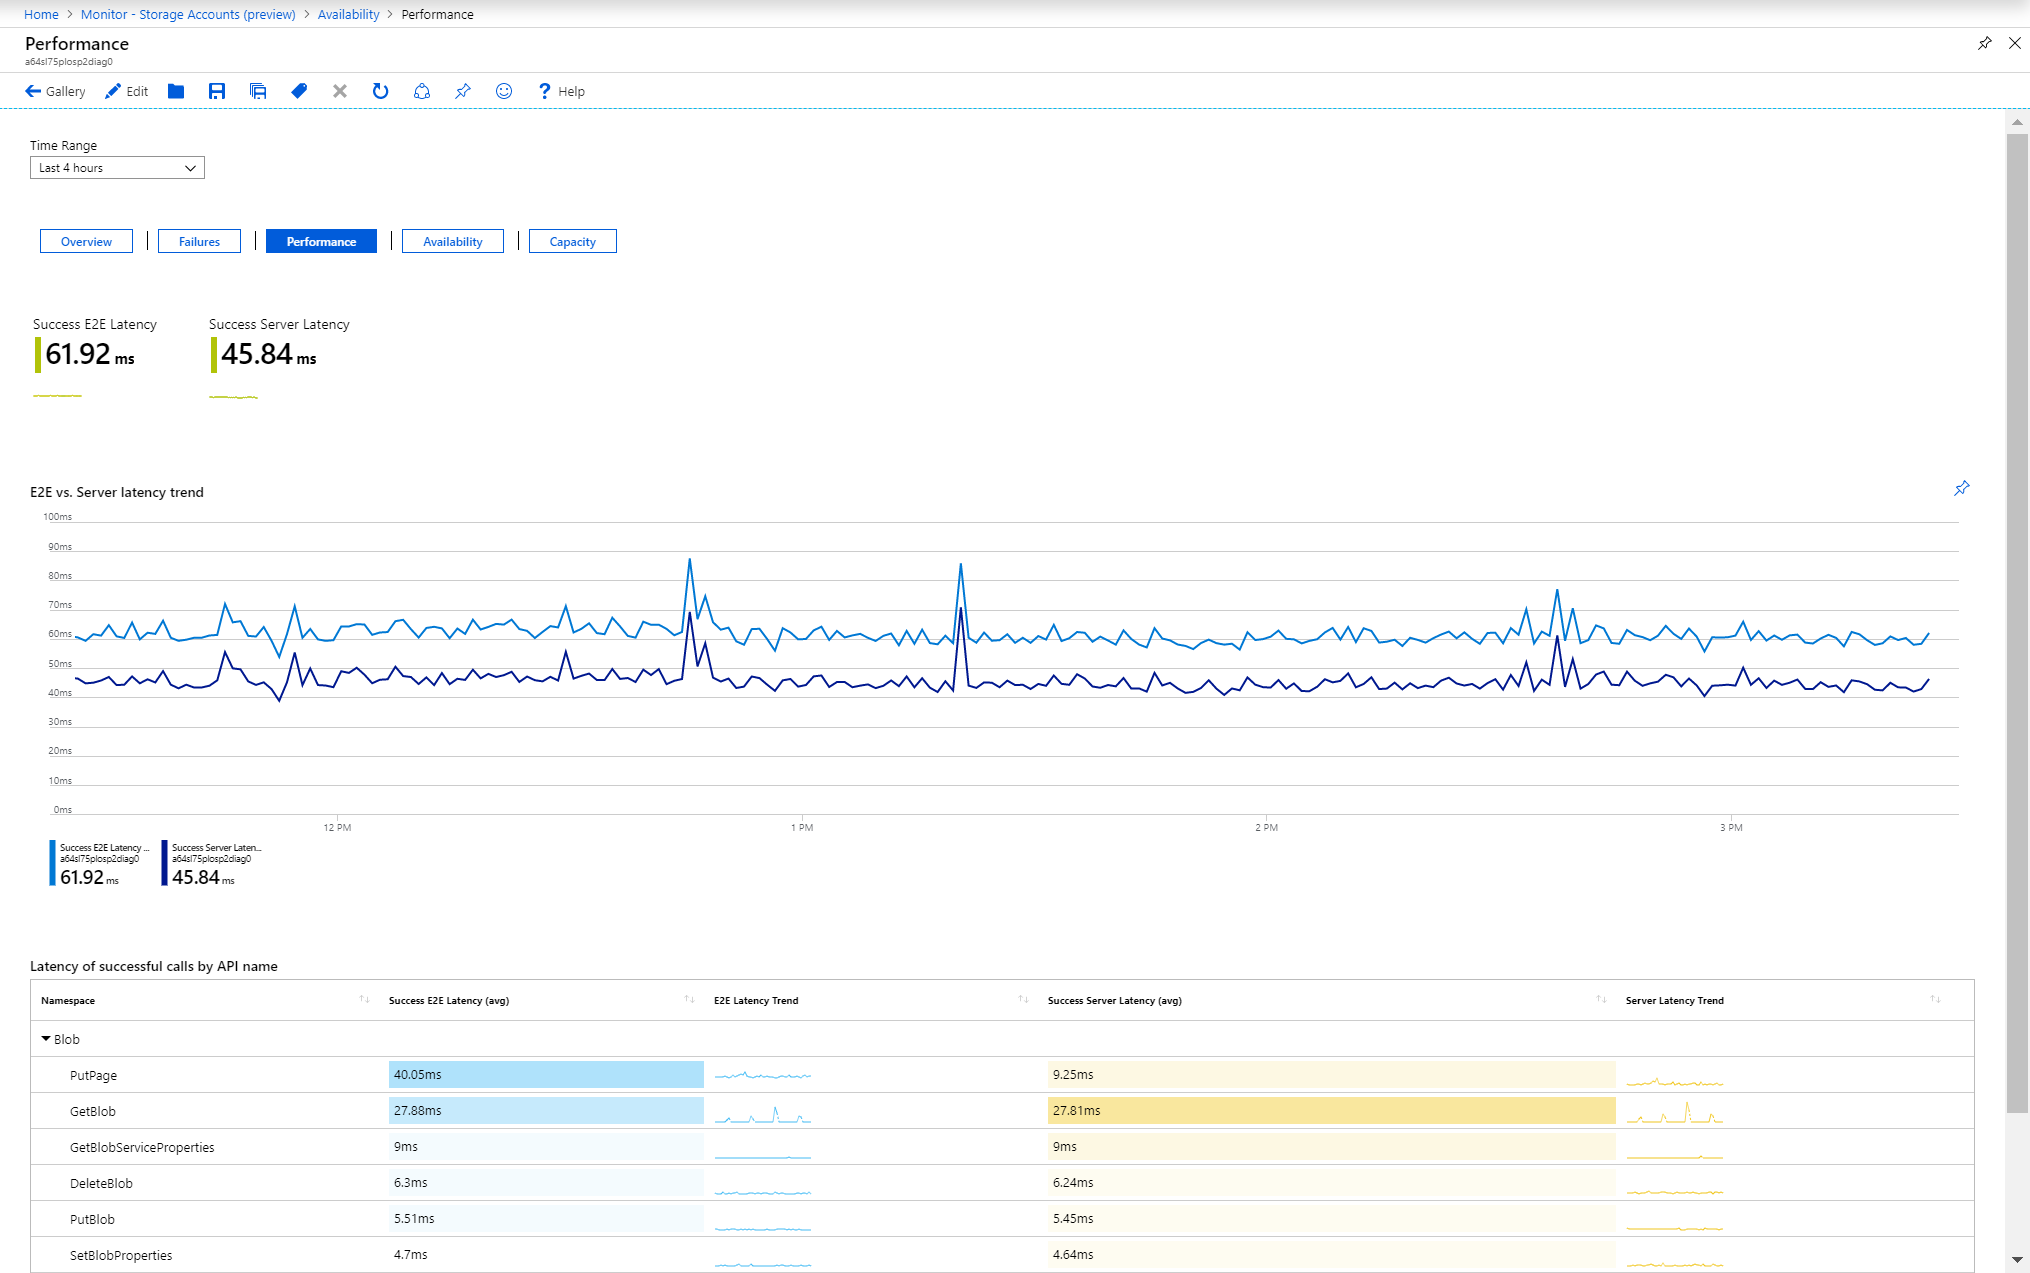 Home > Monitor - Storage Accounts (preview) > Availability > Performance
Performance
a64sl75plosp2diag0
Gallery Edit ? Help
Time Range
Last 4 hours
Overview | Failures | Performance | Availability | Capacity
Success E2E Latency Success Server Latency
61.92 ms 45.84 ms
E2E vs. Server latency trend
100ms
90ms
80ms
70ms
60ms
50ms
40ms
30ms
20ms
10ms
0ms
12 PM 1 PM 2 PM 3 PM
Success E2E Latency ... Success Server Laten...
a64sl75plosp2diag0 a64sl75plosp2diag0
61.92 ms 45.84 ms
Latency of successful calls by API name
Namespace Success E2E Latency (avg) E2E Latency Trend Success Server Latency (avg) Server Latency Trend
Blob
PutPage 40.05ms 9.25ms
GetBlob 27.88ms 27.81ms
GetBlobServiceProperties 9ms 9ms
DeleteBlob 6.3ms 6.24ms
PutBlob 5.51ms 5.45ms
SetBlobProperties 4.7ms 4.64ms